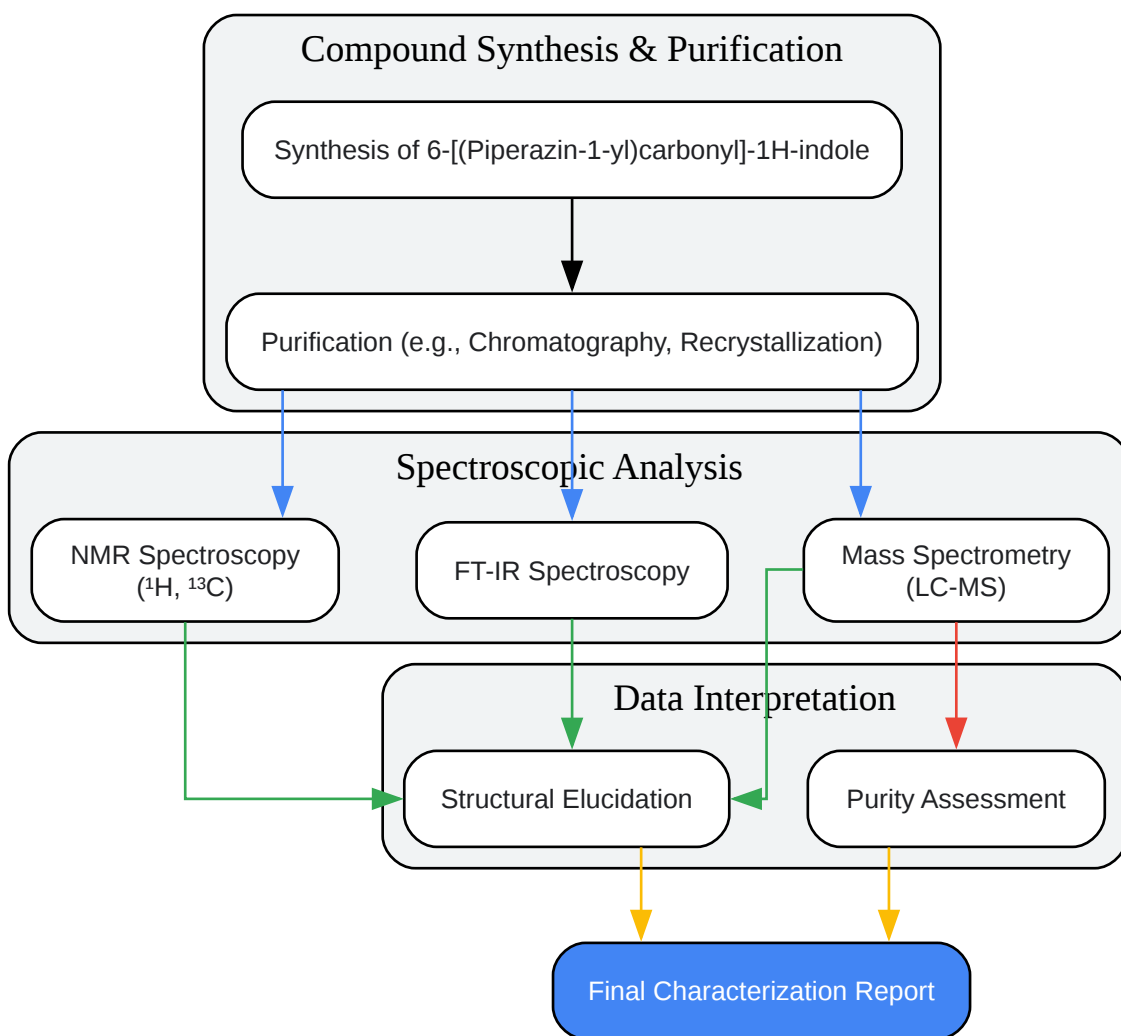 Compound Synthesis & Purification
Synthesis of 6-[(Piperazin-1-yl)carbonyl]-1H-indole
Purification (e.g., Chromatography, Recrystallization)
Spectroscopic Analysis
NMR Spectroscopy
(¹H, ¹³C)
FT-IR Spectroscopy
Mass Spectrometry
(LC-MS)
Data Interpretation
Structural Elucidation
Purity Assessment
Final Characterization Report